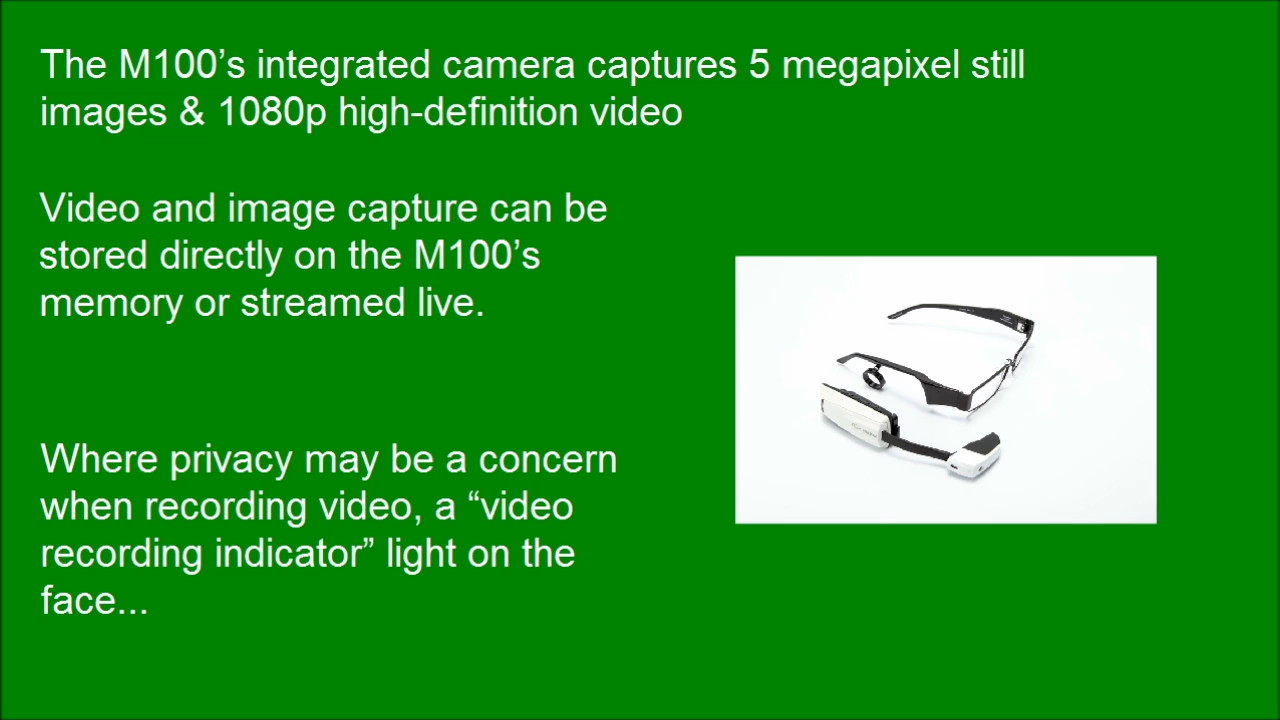 The M100’s integrated camera captures 5 megapixel still
images & 1080p high-definition video
Video and image capture can be
stored directly on the M100’s
memory or streamed live.
Where privacy may be a concern
when recording video, a “video
recording indicator” light on the
face...